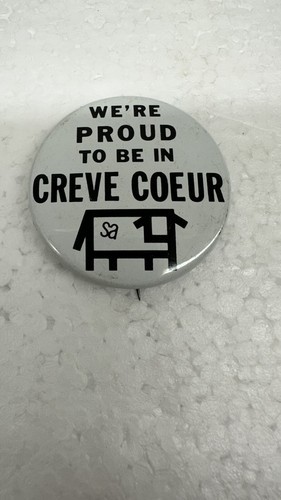 WE'RE
PROUD
TO BE IN
CREVE COEUR
sa